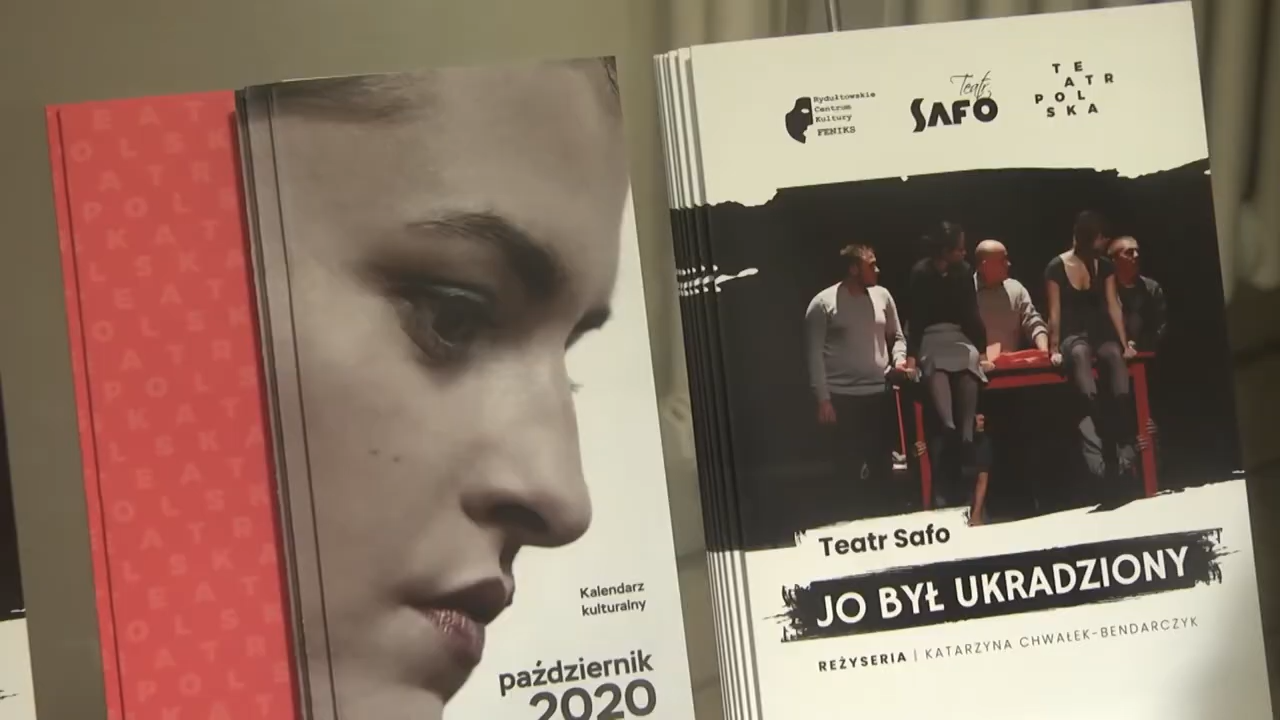 Kalendarz
kulturalny
październik
2020
Rydułtowskie
Centrum
Kultury
FENIKS
Teatr
SAFO
TE
ATR
POL
SKA
Teatr Safo
JO BYŁ UKRADZIONY
REŻYSERIA | KATARZYNA CHWAŁEK-BENDARCZYK